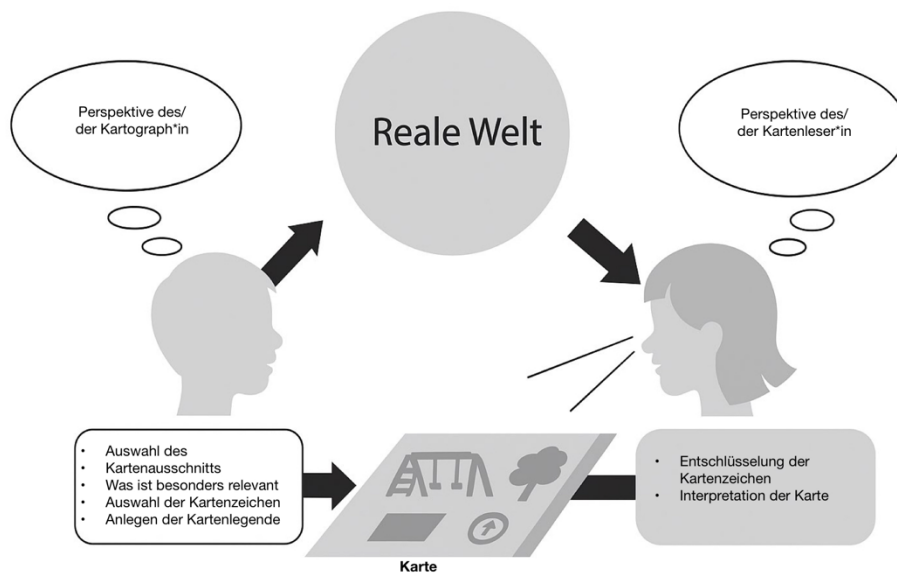 Perspektive des/
der Kartograph*in
Reale Welt
Perspektive des/
der Kartenleser*in
• Auswahl des
• Kartenausschnitts
• Was ist besonders relevant
• Auswahl der Kartenzeichen
• Anlegen der Kartenlegende
• Entschlüsselung der
Kartenzeichen
• Interpretation der Karte
Karte